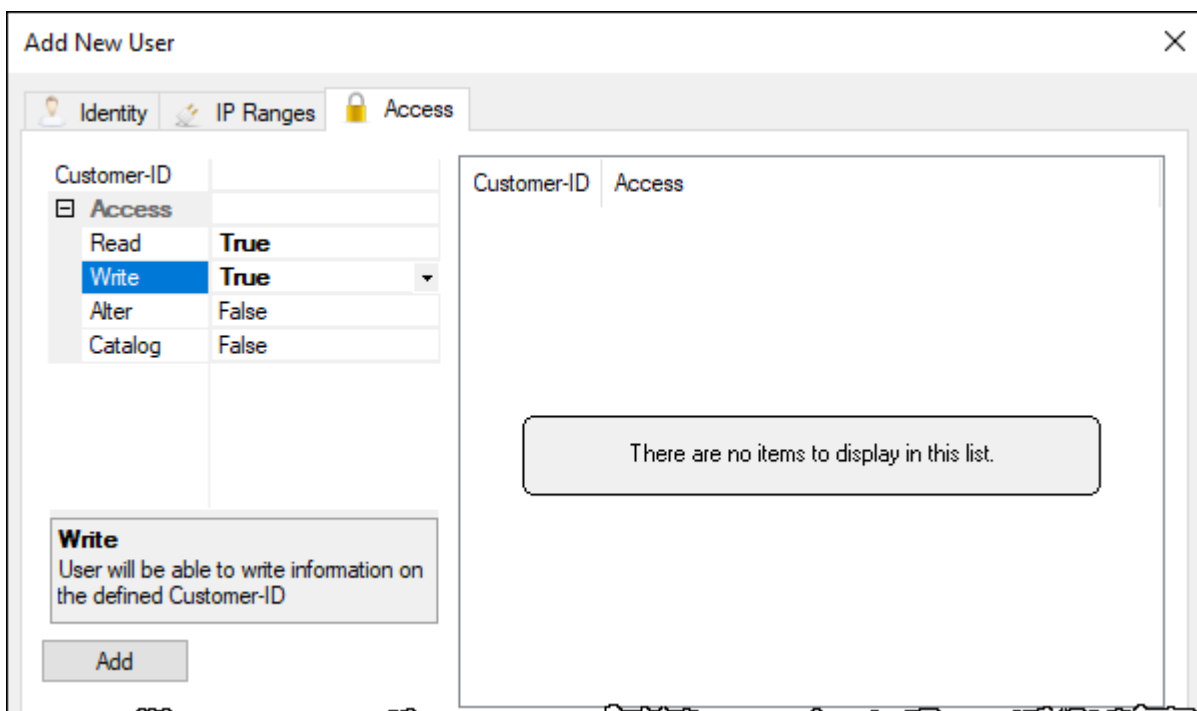 Add New User
Identity IP Ranges Access
Customer-ID
Access
Read True
Write True
Alter False
Catalog False
Write
User will be able to write information on
the defined Customer-ID
Add
Customer-ID Access
There are no items to display in this list.